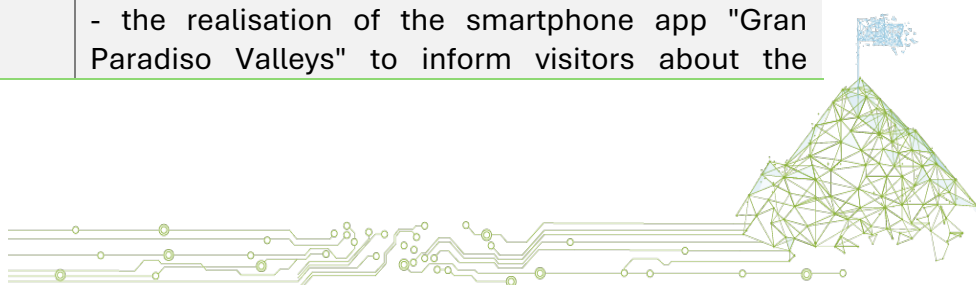 - the realisation of the smartphone app "Gran
Paradiso Valleys" to inform visitors about the